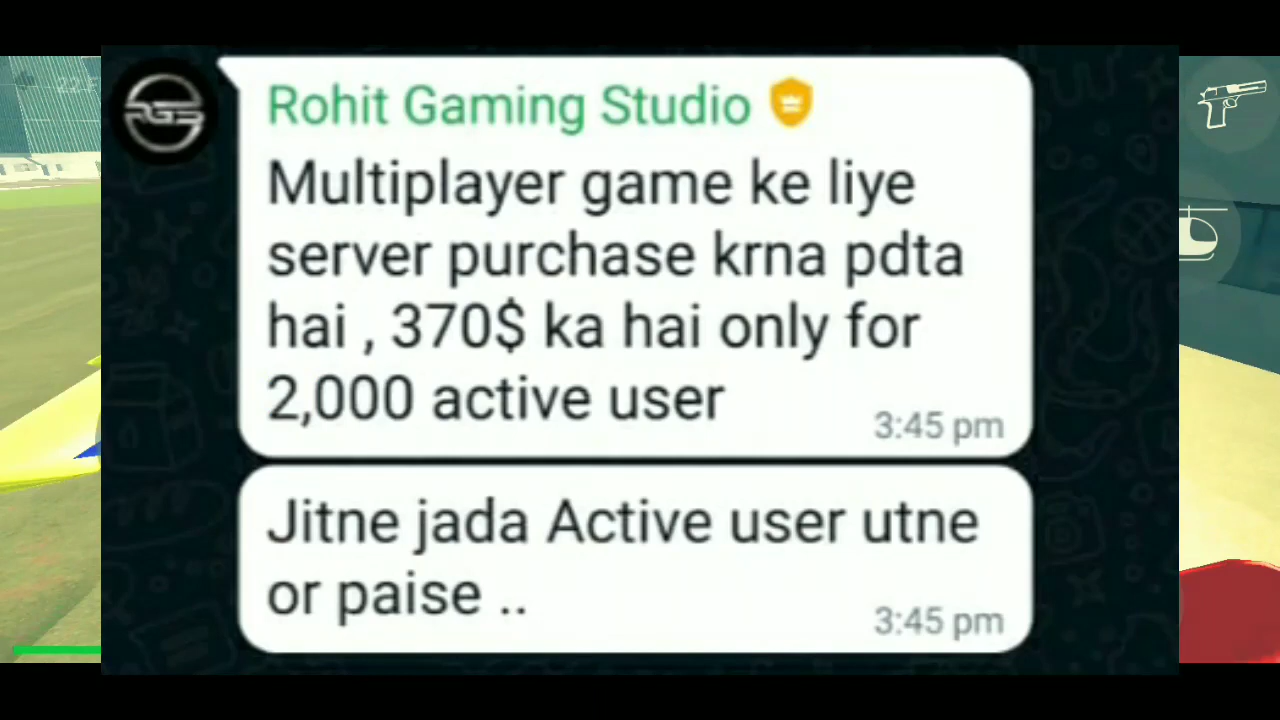 Rohit Gaming Studio
Multiplayer game ke liye
server purchase krna pdta
hai , 370$ ka hai only for
2,000 active user
3:45 pm
Jitne jada Active user utne
or paise ..
3:45 pm
RGS